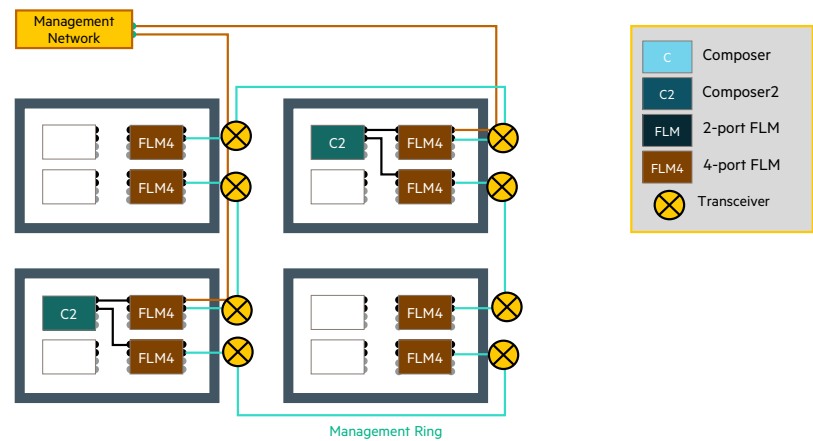 Management
Network
C
Composer
C2
Composer2
FLM
2-port FLM
FLM4
4-port FLM
Transceiver
FLM4
FLM4
C2
FLM4
FLM4
C2
FLM4
FLM4
FLM4
FLM4
Management Ring